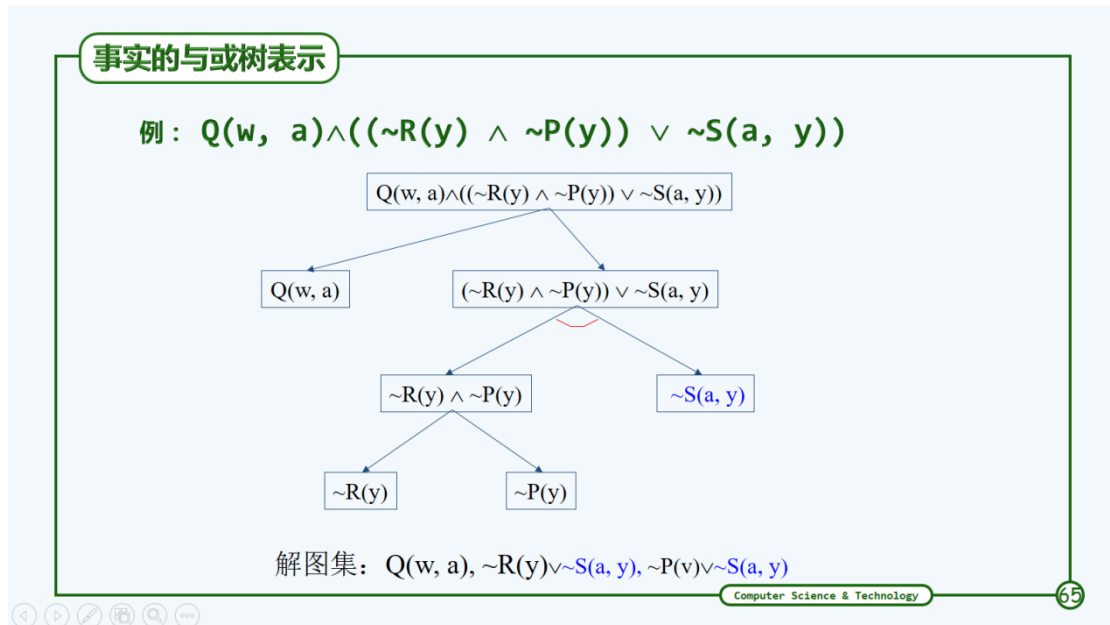 事实的与或树表示
例： Q(w, a)∧((~R(y) ∧ ~P(y)) ∨ ~S(a, y))
Q(w, a)∧((~R(y) ∧ ~P(y)) ∨ ~S(a, y))
Q(w, a)
(~R(y) ∧ ~P(y)) ∨ ~S(a, y)
~R(y) ∧ ~P(y)
~S(a, y)
~R(y)
~P(y)
解图集：Q(w, a), ~R(y)∨~S(a, y), ~P(v)∨~S(a, y)
Computer Science & Technology
65